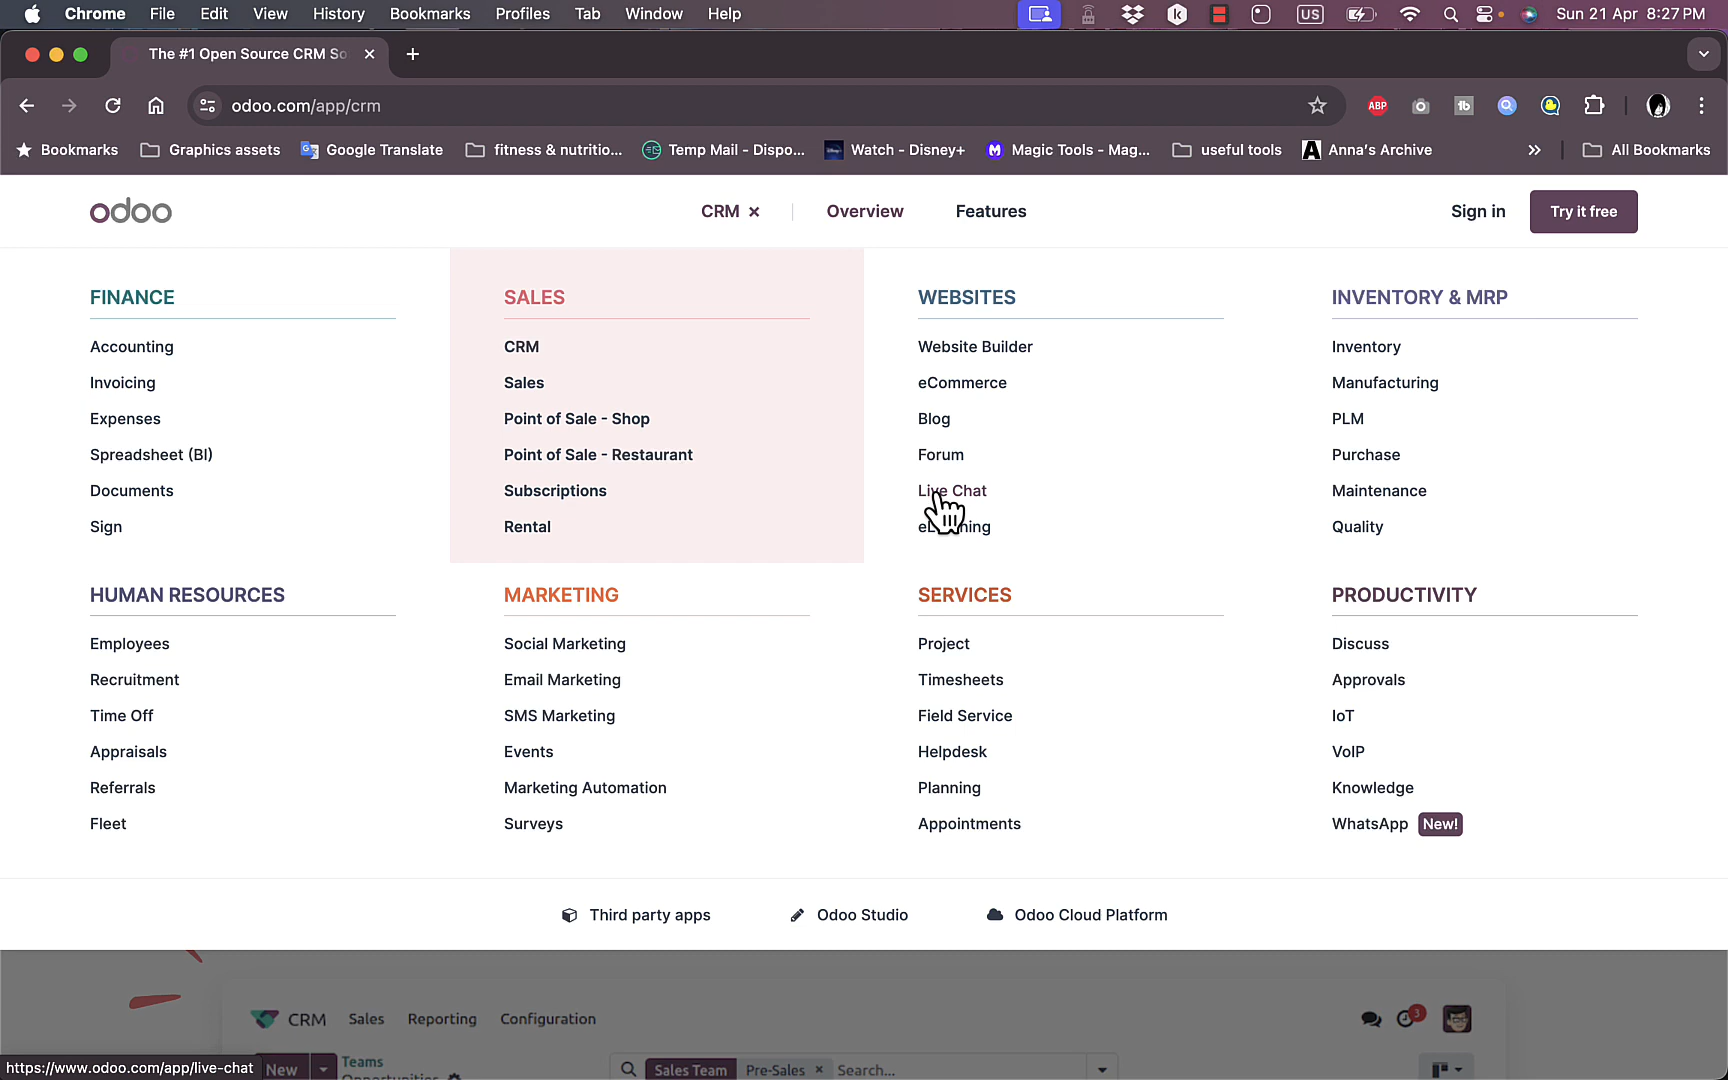 Chrome File Edit View History Bookmarks Profiles Tab Window Help US Sun 21 Apr 8:27 PM
The #1 Open Source CRM So
odoo.com/app/crm ABP tb
Bookmarks Graphics assets Google Translate fitness & nutritio... Temp Mail - Dispo... Watch - Disney+ Magic Tools - Mag... useful tools Anna's Archive All Bookmarks
odoo CRM Overview Features Sign in Try it free
FINANCE
Accounting
Invoicing
Expenses
Spreadsheet (BI)
Documents
Sign
SALES
CRM
Sales
Point of Sale - Shop
Point of Sale - Restaurant
Subscriptions
Rental
WEBSITES
Website Builder
eCommerce
Blog
Forum
Live Chat
INVENTORY & MRP
Inventory
Manufacturing
PLM
Purchase
Maintenance
Quality
HUMAN RESOURCES
Employees
Recruitment
Time Off
Appraisals
Referrals
Fleet
MARKETING
Social Marketing
Email Marketing
SMS Marketing
Events
Marketing Automation
Surveys
SERVICES
Project
Timesheets
Field Service
Helpdesk
Planning
Appointments
PRODUCTIVITY
Discuss
Approvals
IoT
VoIP
Knowledge
WhatsApp New!
Third party apps Odoo Studio Odoo Cloud Platform
CRM Sales Reporting Configuration 3
New Teams Sales Team Pre-Sales × Search...
https://www.odoo.com/app/live-chat